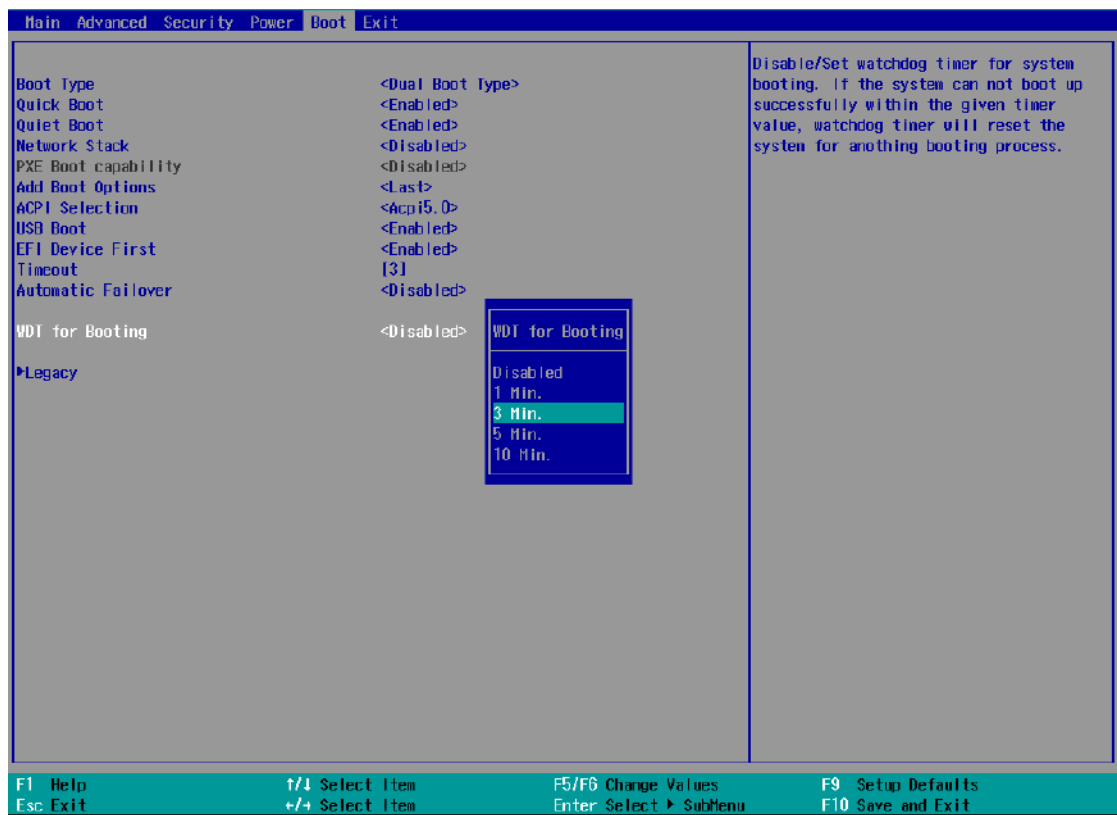 Main Advanced Security Power Boot Exit
Boot Type <Dual Boot Type>
Quick Boot <Enabled>
Quiet Boot <Enabled>
Network Stack <Disabled>
PXE Boot capability <Disabled>
Add Boot Options <Last>
ACPI Selection <Acpi5.0>
USB Boot <Enabled>
EFI Device First <Enabled>
Timeout [3]
Automatic Failover <Disabled>
WDT for Booting <Disabled>
▶Legacy
WDT for Booting
Disabled
1 Min.
3 Min.
5 Min.
10 Min.
Disable/Set watchdog timer for system
booting. If the system can not boot up
successfully within the given timer
value, watchdog timer will reset the
system for anothing booting process.
F1 Help ↑/↓ Select Item F5/F6 Change Values F9 Setup Defaults
Esc Exit ←/→ Select Item Enter Select ▶ SubMenu F10 Save and Exit